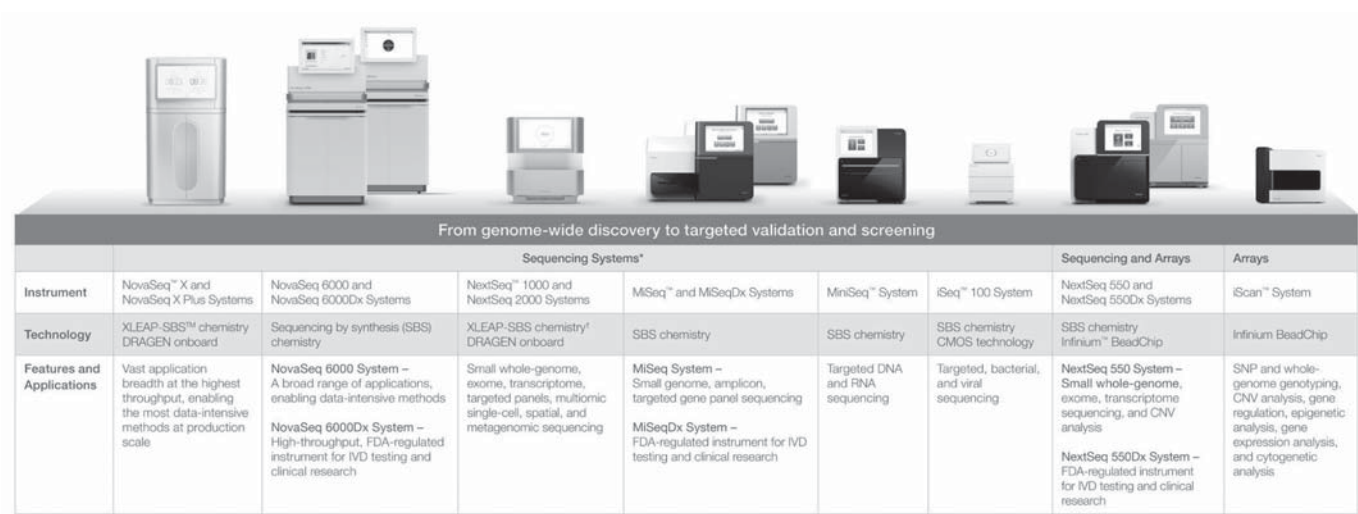 From genome-wide discovery to targeted validation and screening
Sequencing Systems*
Sequencing and Arrays
Arrays
Instrument
NovaSeq™ X and
NovaSeq X Plus Systems
NovaSeq 6000 and
NovaSeq 6000Dx Systems
NextSeq™ 1000 and
NextSeq 2000 Systems
MiSeq™ and MiSeqDx Systems
MiniSeq™ System
iSeq™ 100 System
NextSeq 550 and
NextSeq 550Dx Systems
iScan™ System
Technology
XLEAP-SBS™ chemistry
DRAGEN onboard
Sequencing by synthesis (SBS)
chemistry
XLEAP-SBS chemistry†
DRAGEN onboard
SBS chemistry
SBS chemistry
SBS chemistry
CMOS technology
SBS chemistry
Infinium™ BeadChip
Infinium BeadChip
Features and
Applications
Vast application
breadth at the highest
throughput, enabling
the most data-intensive
methods at production
scale
NovaSeq 6000 System –
A broad range of applications,
enabling data-intensive methods
NovaSeq 6000Dx System –
High-throughput, FDA-regulated
instrument for IVD testing and
clinical research
Small whole-genome,
exome, transcriptome,
targeted panels, multiomic
single-cell, spatial, and
metagenomic sequencing
MiSeq System –
Small genome, amplicon,
targeted gene panel sequencing
MiSeqDx System –
FDA-regulated instrument for IVD
testing and clinical research
Targeted DNA
and RNA
sequencing
Targeted, bacterial,
and viral
sequencing
NextSeq 550 System –
Small whole-genome,
exome, transcriptome
sequencing, and CNV
analysis
NextSeq 550Dx System –
FDA-regulated instrument
for IVD testing and clinical
research
SNP and whole-
genome genotyping,
CNV analysis, gene
regulation, epigenetic
analysis, gene
expression analysis,
and cytogenetic
analysis